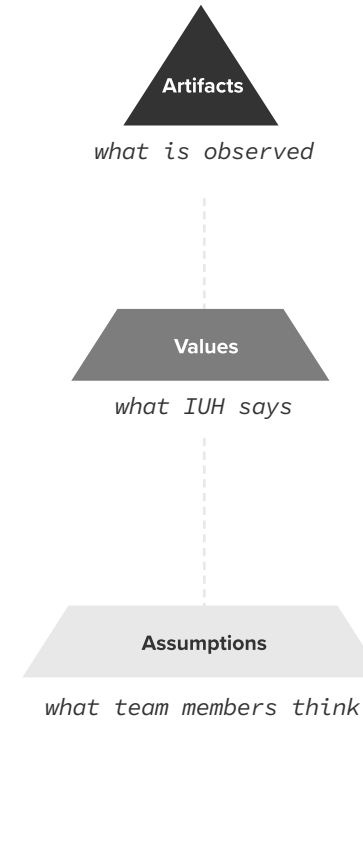 Artifacts
what is observed
Values
what IUH says
Assumptions
what team members think